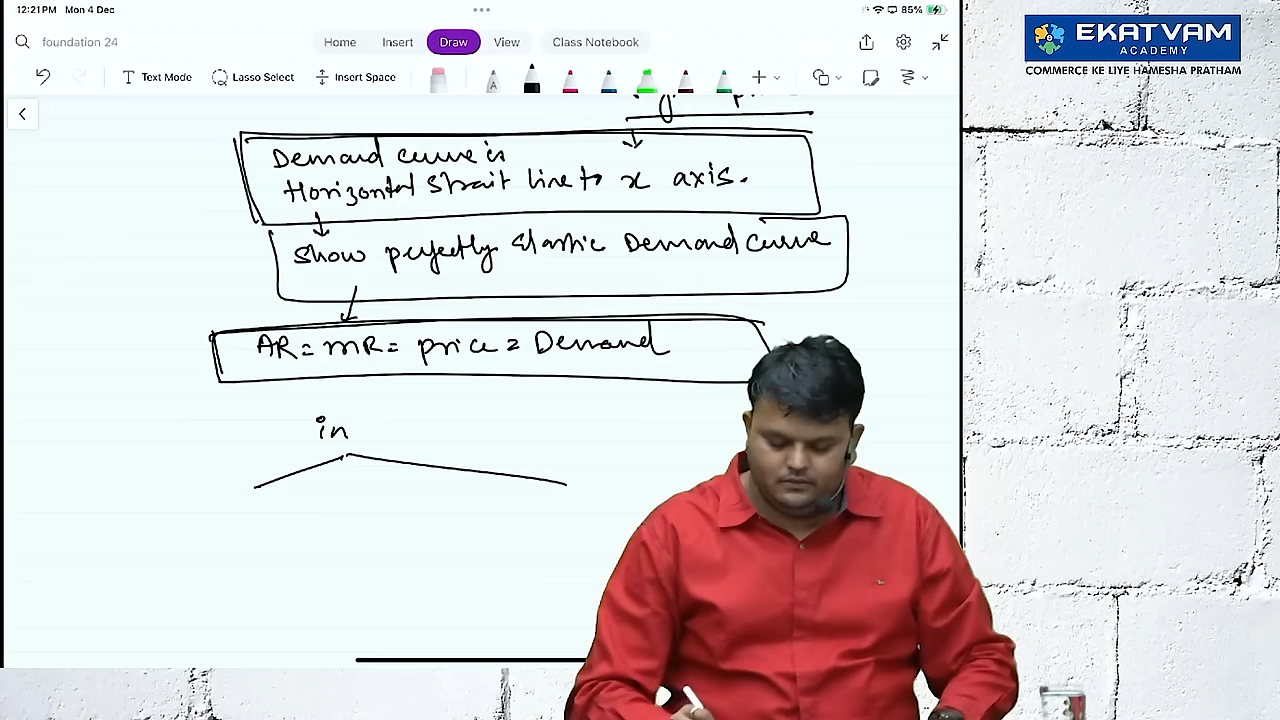 12:21 PM Mon 4 Dec
85%
foundation 24
Home Insert Draw View Class Notebook
Text Mode Lasso Select Insert Space
EKATVAM
ACADEMY
COMMERCE KE LIYE HAMESHA PRATHAM
Demand curve is
Horizontal Strait line to x axis.
Show perfectly Elastic Demand Curve
AR = MR = price = Demand
in